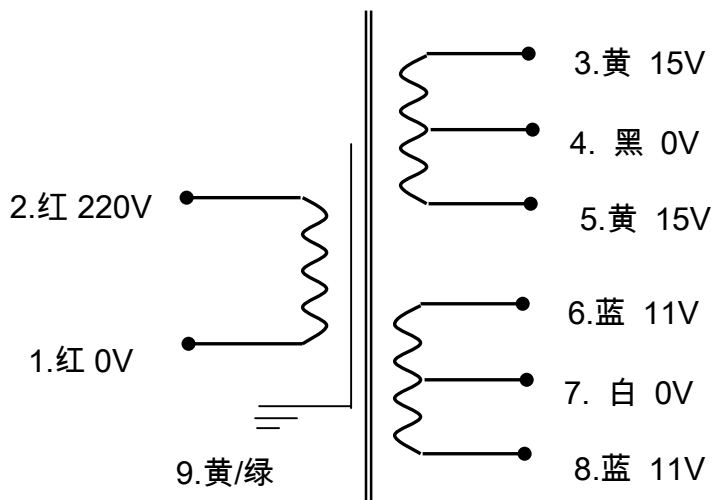 3.黄 15V
4. 黑 0V
2.红 220V
5.黄 15V
6.蓝 11V
1.红 0V
7. 白 0V
9.黄/绿
8.蓝 11V